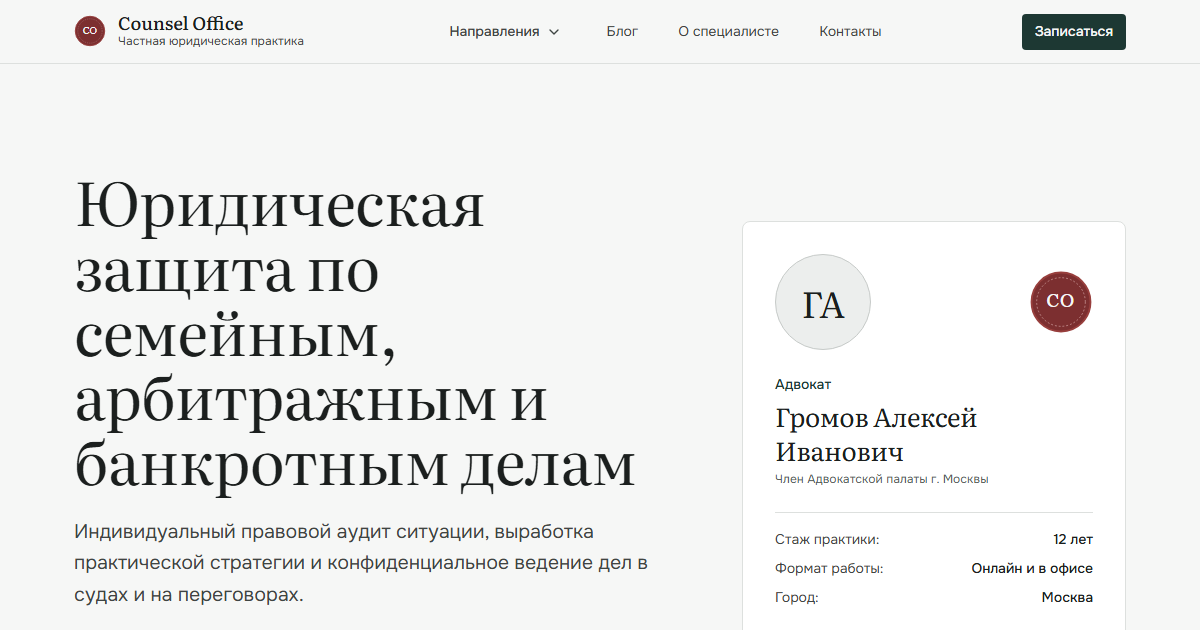 CO
Counsel Office
Частная юридическая практика
Направления
Блог
О специалисте
Контакты
Записаться
Юридическая
защита по
семейным,
арбитражным и
банкротным делам
Индивидуальный правовой аудит ситуации, выработка
практической стратегии и конфиденциальное ведение дел в
судах и на переговорах.
ГА
CO
Адвокат
Громов Алексей
Иванович
Член Адвокатской палаты г. Москвы
Стаж практики: 12 лет
Формат работы: Онлайн и в офисе
Город: Москва